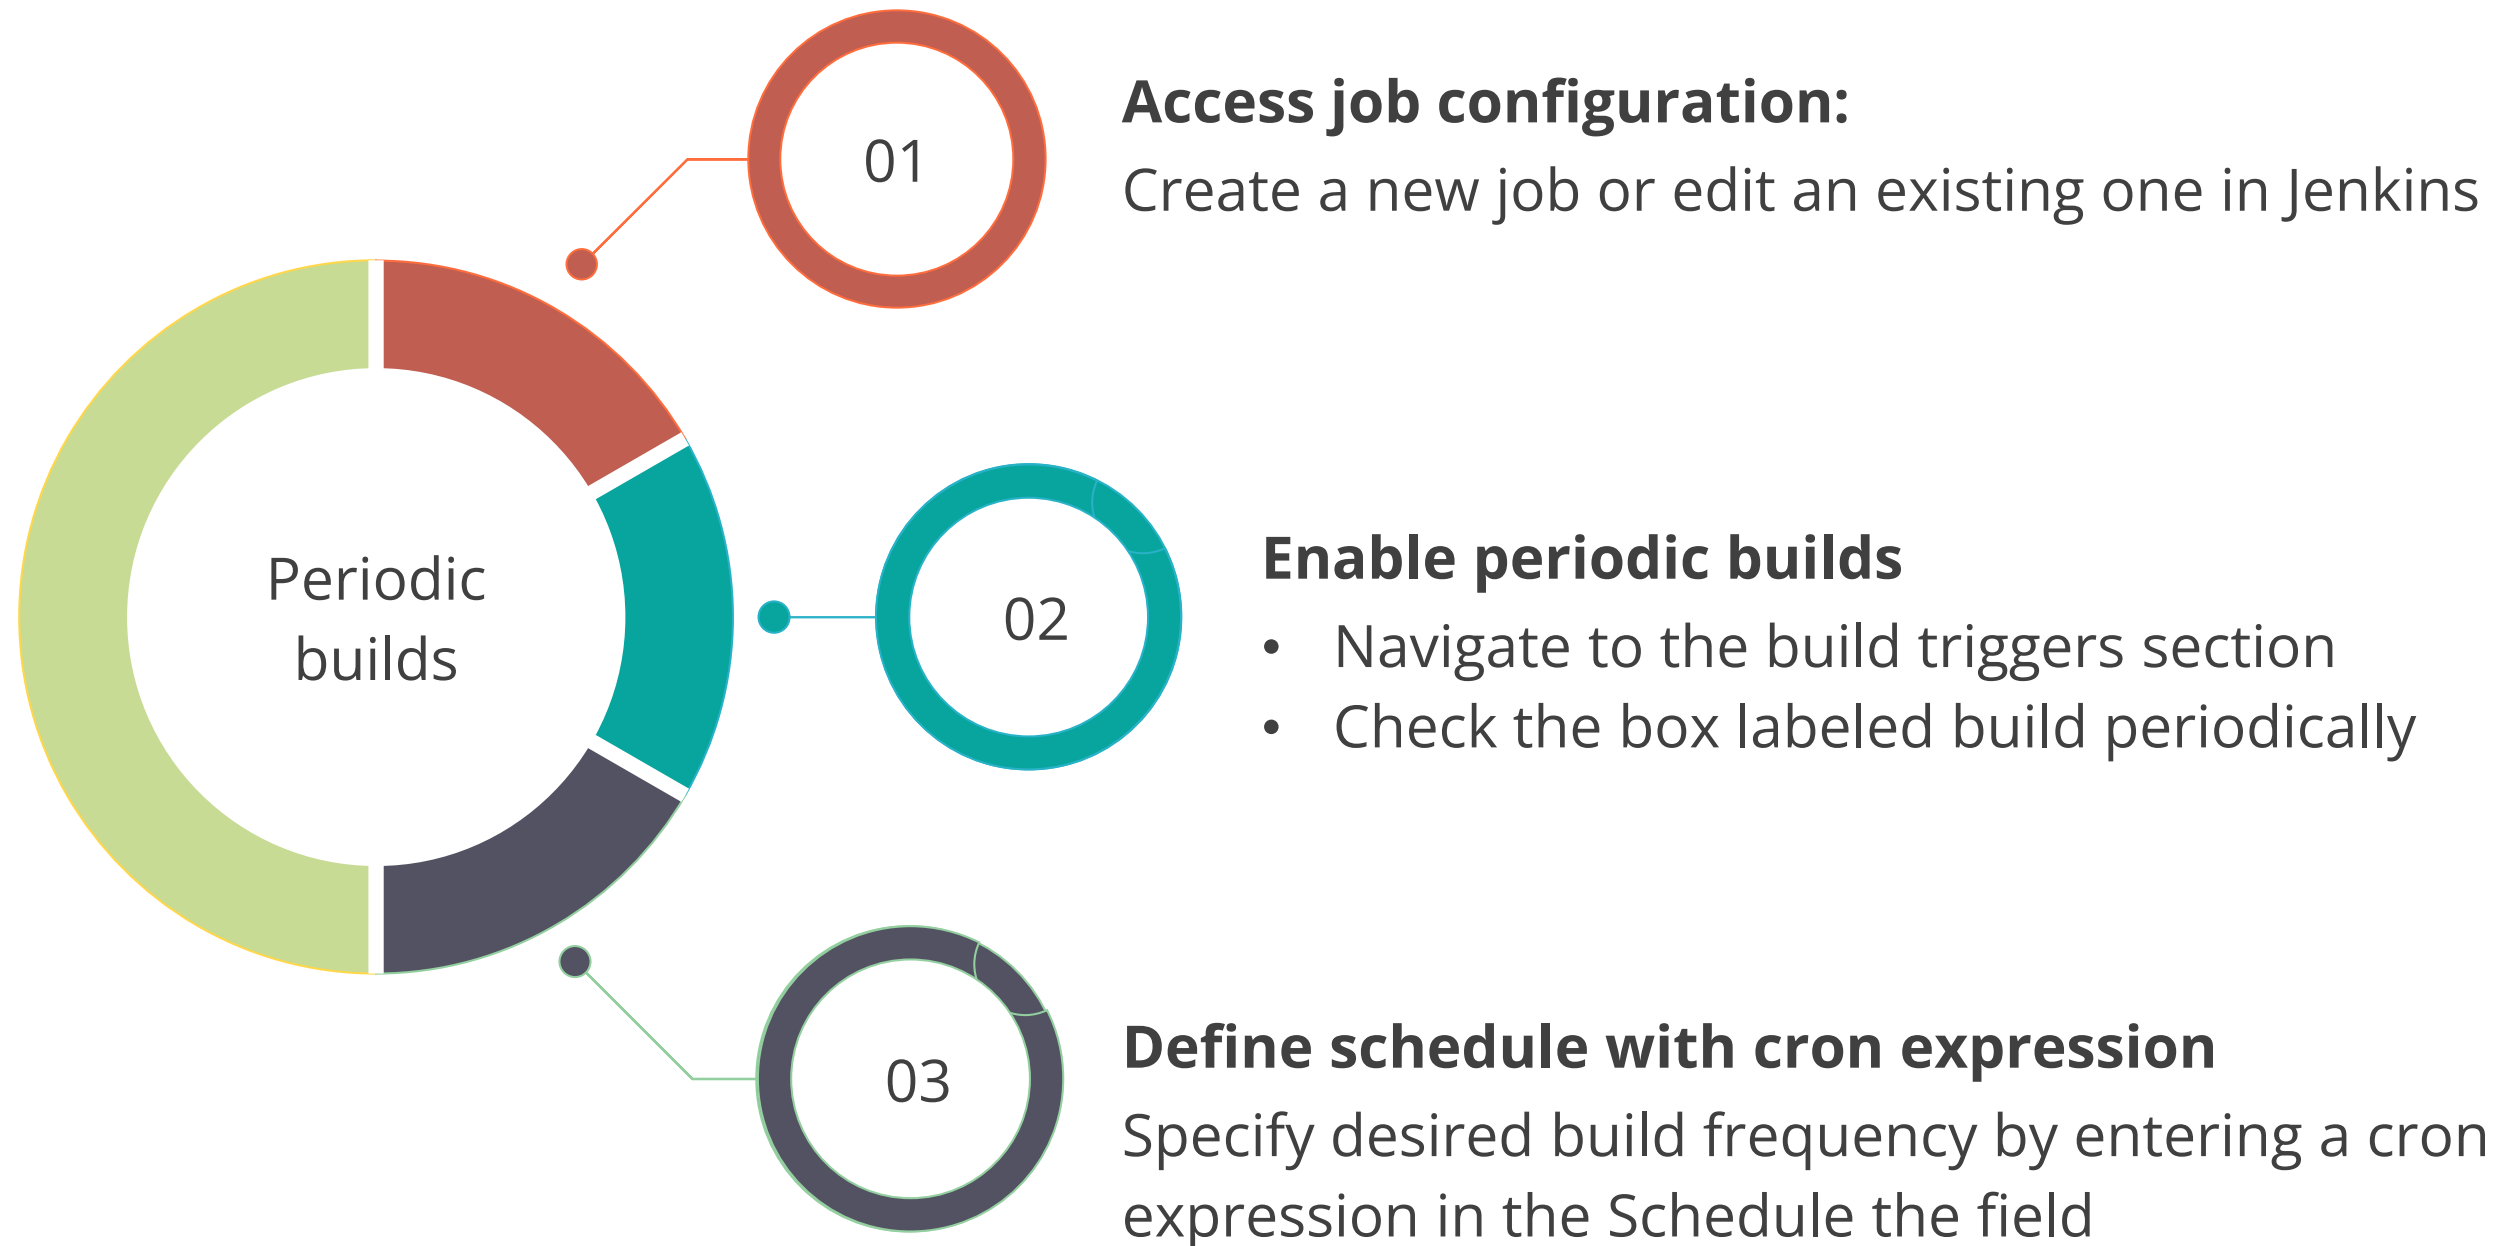 Periodic
builds
01
Access job configuration:
Create a new job or edit an existing one in Jenkins
02
Enable periodic builds
• Navigate to the build triggers section
• Check the box labeled build periodically
03
Define schedule with cron expression
Specify desired build frequency by entering a cron
expression in the Schedule the field